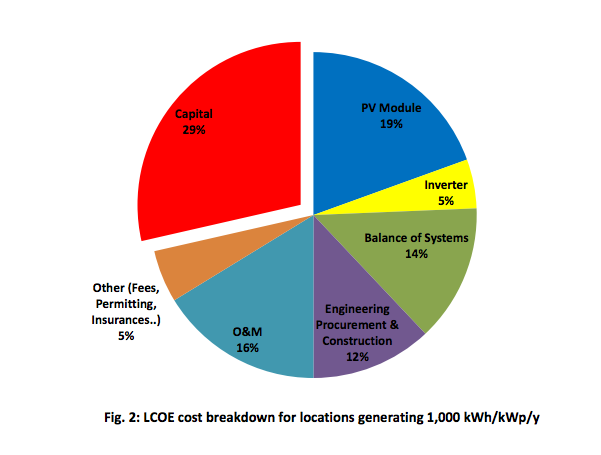 Capital
29%
PV Module
19%
Inverter
5%
Balance of Systems
14%
Engineering
Procurement &
Construction
12%
O&M
16%
Other (Fees,
Permitting,
Insurances..)
5%
Fig. 2: LCOE cost breakdown for locations generating 1,000 kWh/kWp/y